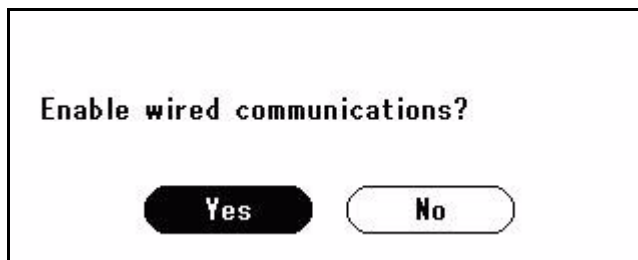 Enable wired communications?
Yes No